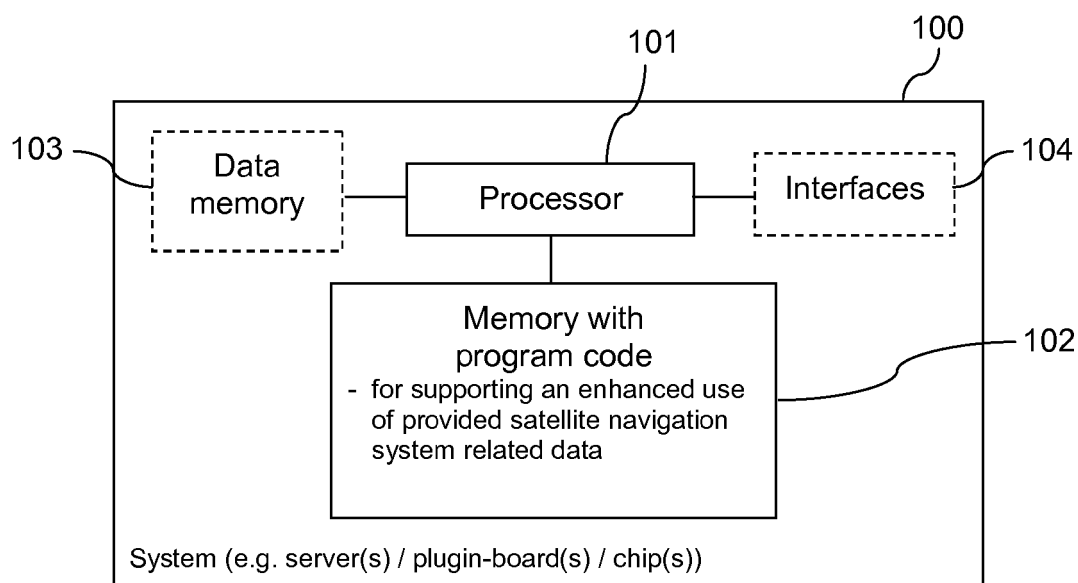 100
101
103
Data
memory
Processor
Interfaces
104
Memory with
program code
- for supporting an enhanced use
of provided satellite navigation
system related data
102
System (e.g. server(s) / plugin-board(s) / chip(s))